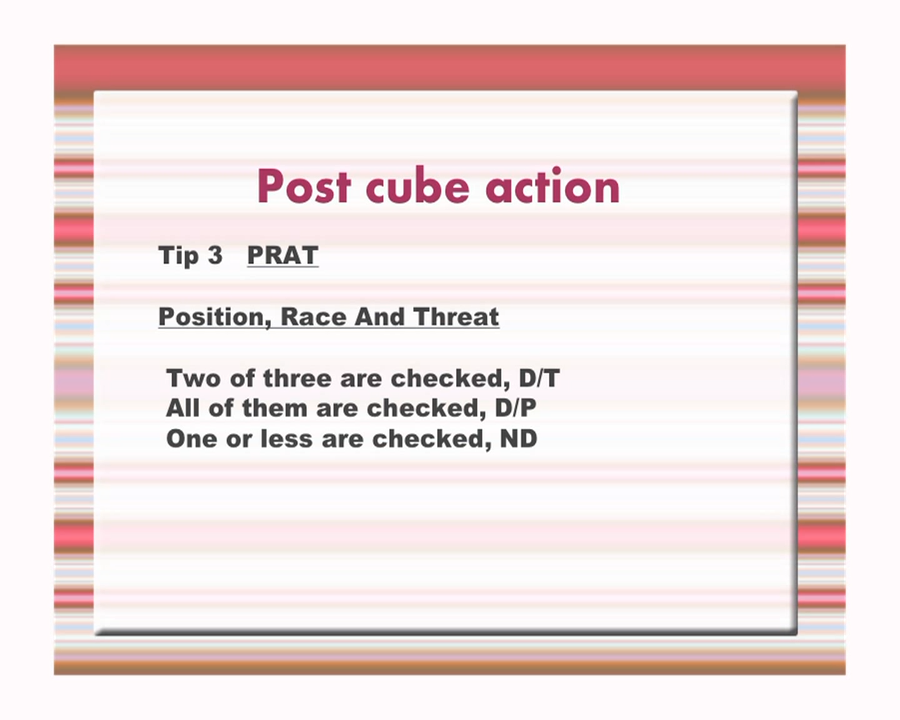 Post cube action
Tip 3 PRAT
Position, Race And Threat
Two of three are checked, D/T
All of them are checked, D/P
One or less are checked, ND